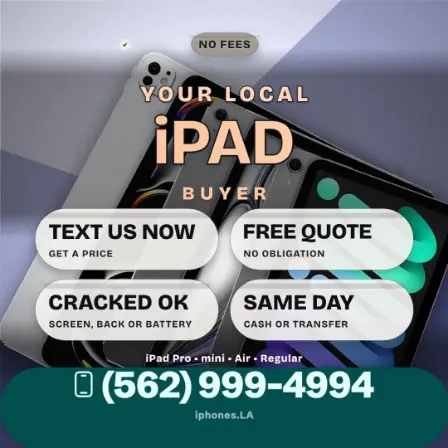 NO FEES
YOUR LOCAL
iPAD
BUYER
TEXT US NOW
GET A PRICE
FREE QUOTE
NO OBLIGATION
CRACKED OK
SCREEN, BACK OR BATTERY
SAME DAY
CASH OR TRANSFER
iPad Pro • mini • Air • Regular
(562) 999-4994
iphones.LA